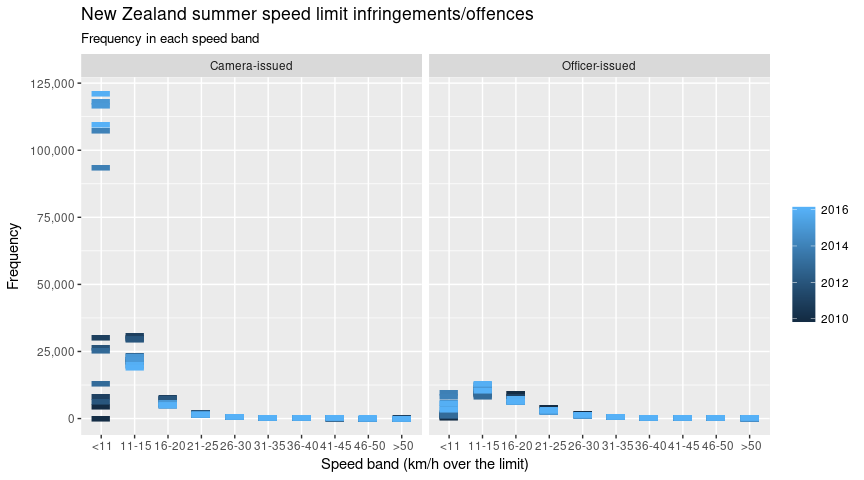 New Zealand summer speed limit infringements/offences
Frequency in each speed band
Camera-issued
Officer-issued
125,000
100,000
75,000
50,000
25,000
0
Frequency
<11 11-15 16-20 21-25 26-30 31-35 36-40 41-45 46-50 >50
<11 11-15 16-20 21-25 26-30 31-35 36-40 41-45 46-50 >50
Speed band (km/h over the limit)
2016
2014
2012
2010